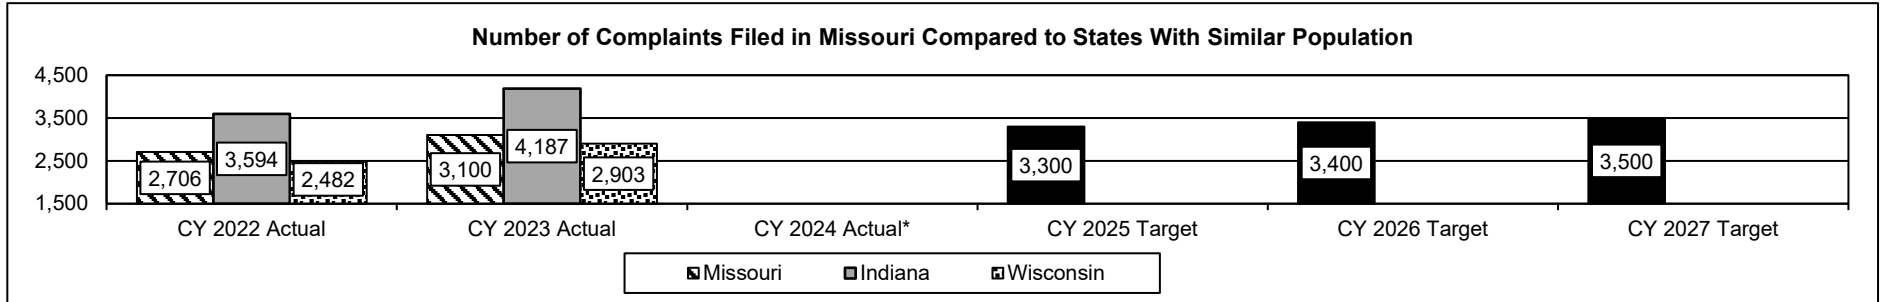 Number of Complaints Filed in Missouri Compared to States With Similar Population
4,500
3,500
2,500
1,500
2,706
3,594
2,482
3,100
4,187
2,903
3,300
3,400
3,500
CY 2022 Actual
CY 2023 Actual
CY 2024 Actual*
CY 2025 Target
CY 2026 Target
CY 2027 Target
Missouri
Indiana
Wisconsin